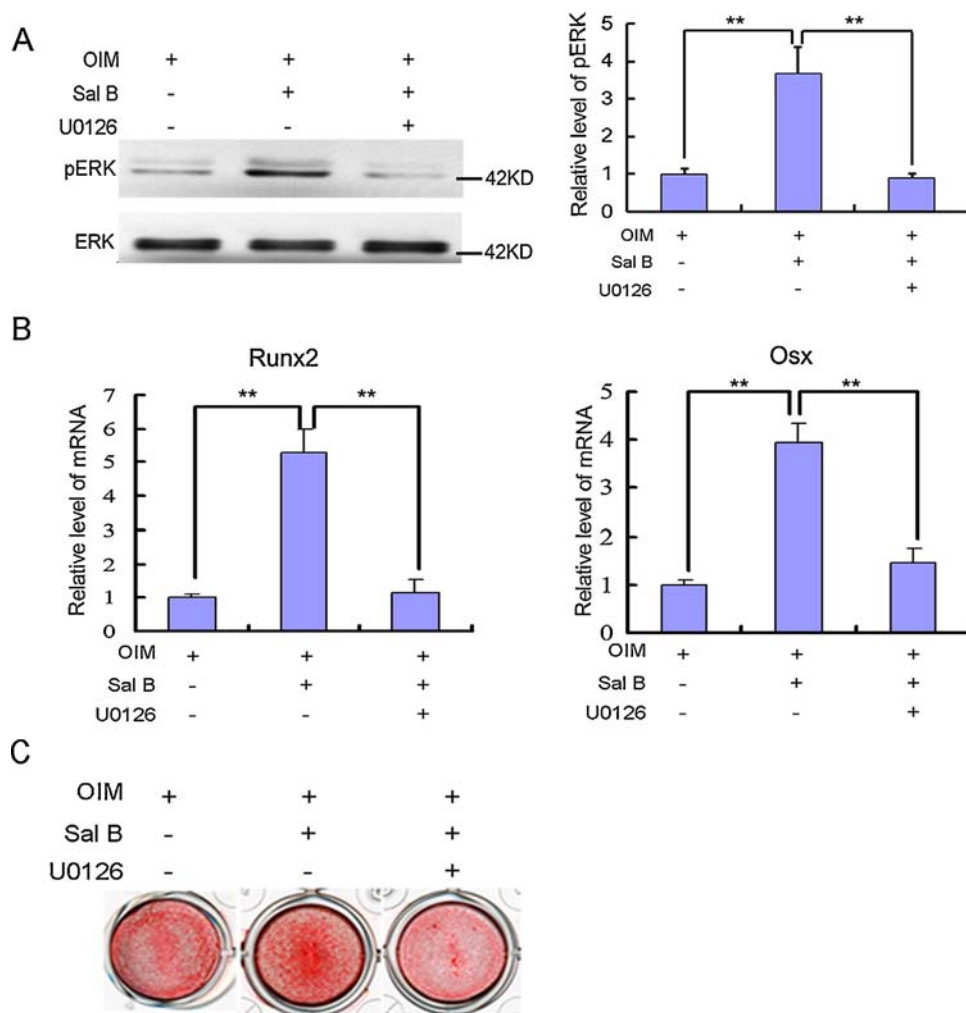 A
OIM + + +
Sal B - + +
U0126 - - +
pERK
42KD
ERK
42KD
Relative level of pERK
5
4
3
2
1
0
** **
OIM + + +
Sal B - + +
U0126 - - +
B
Runx2
Relative level of mRNA
7
6
5
4
3
2
1
0
** **
OIM + + +
Sal B - + +
U0126 - - +
Osx
Relative level of mRNA
5
4
3
2
1
0
** **
OIM + + +
Sal B - + +
U0126 - - +
C
OIM + + +
Sal B - + +
U0126 - - +